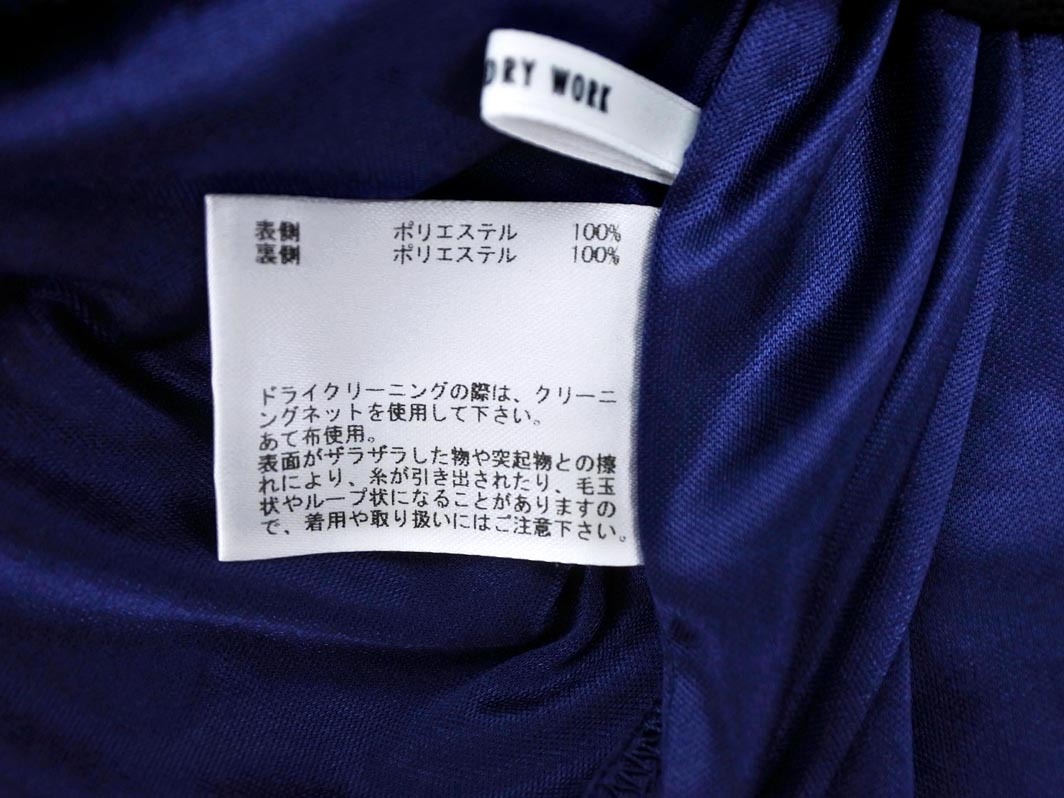 DRY WORK
表側 ポリエステル 100%
裏側 ポリエステル 100%
ドライクリーニングの際は、クリーニ
ングネットを使用して下さい。
あて布使用。
表面がザラザラした物や突起物との擦
れにより、糸が引き出されたり、毛玉
状やループ状になることがありますの
で、着用や取り扱いにはご注意下さい。